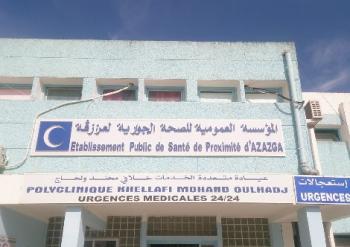 المؤسسة العمومية للصحة الجوارية لعزازقة
Etablissement Public de Santé de Proximité d'AZAZGA
عيادة متعددة الخدمات خلافي محند ولحاج
POLYCLINIQUE KHELLAFI MOHAND OULHADJ
URGENCES MEDICALES 24/24
إستعجالات
URGENCES